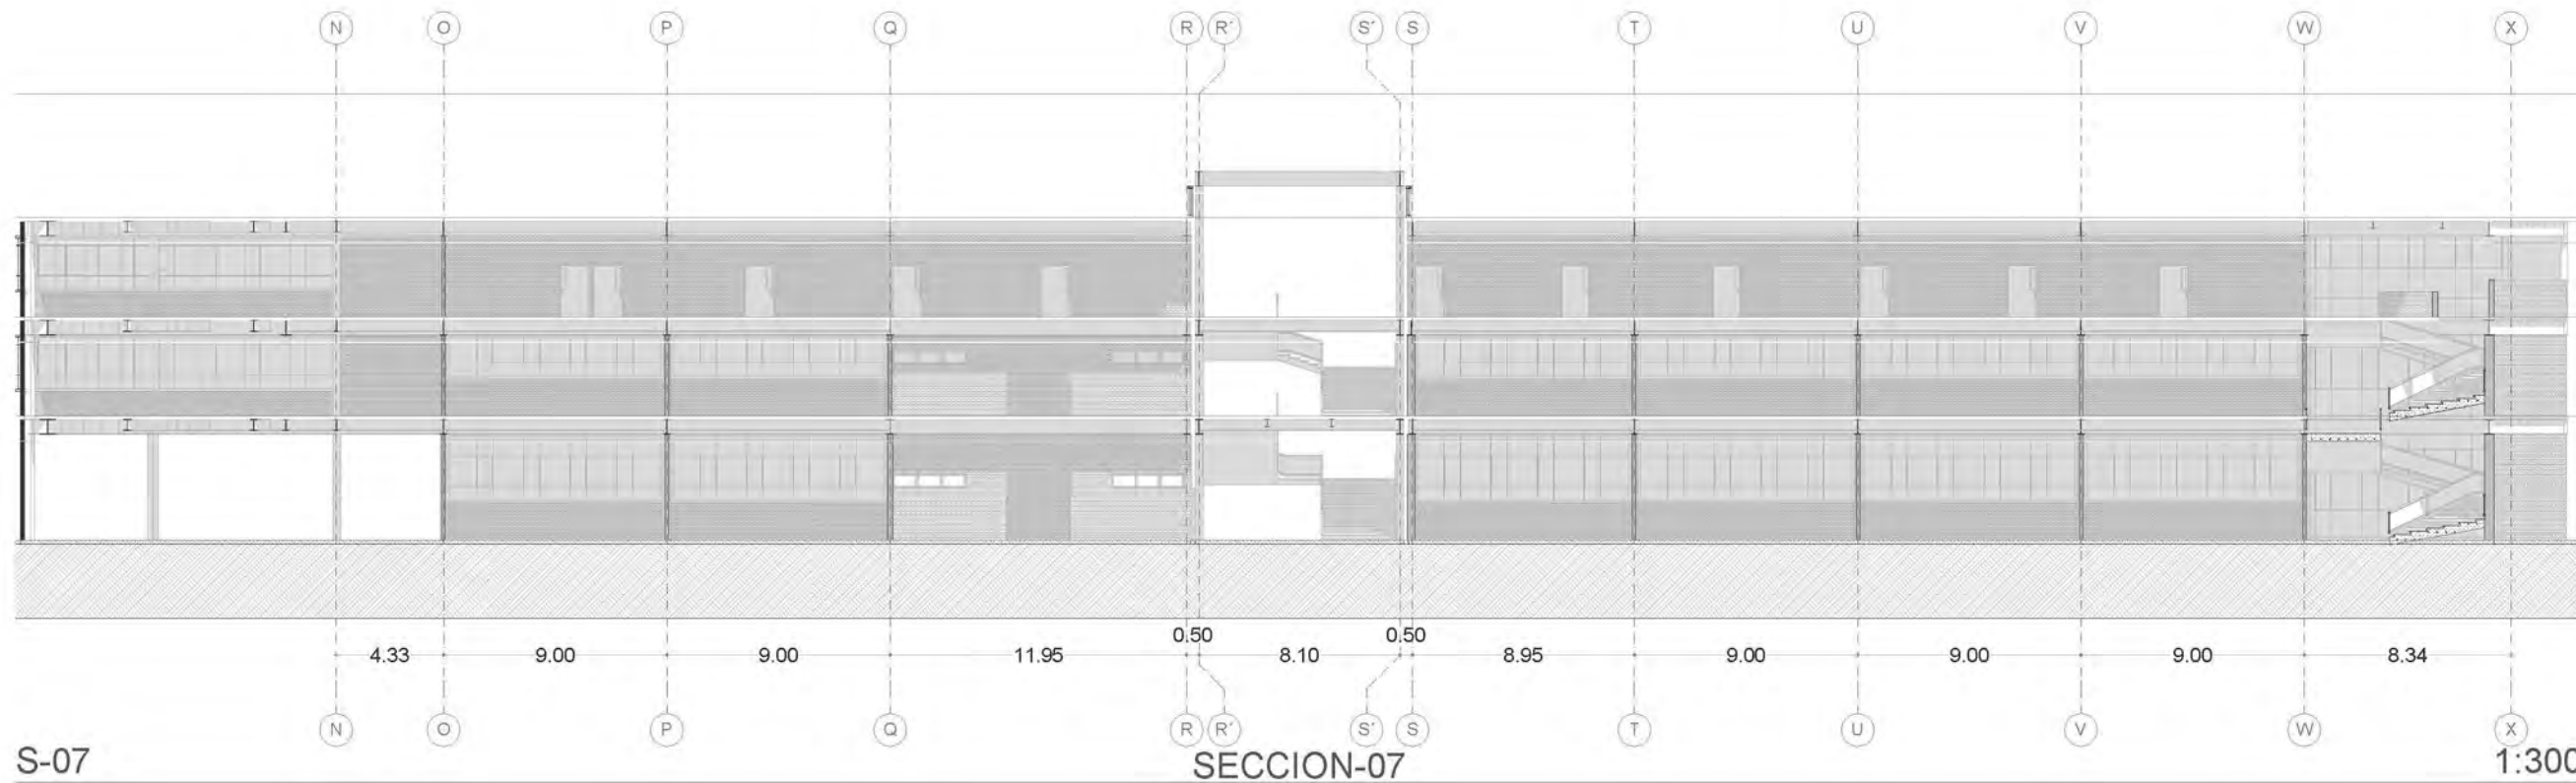 N O P Q R R´ S´ S T U V W X
0.50 0.50
4.33 9.00 9.00 11.95 8.10 8.95 9.00 9.00 9.00 8.34
N O P Q R R´ S´ S T U V W X
S-07 SECCION-07 1:300